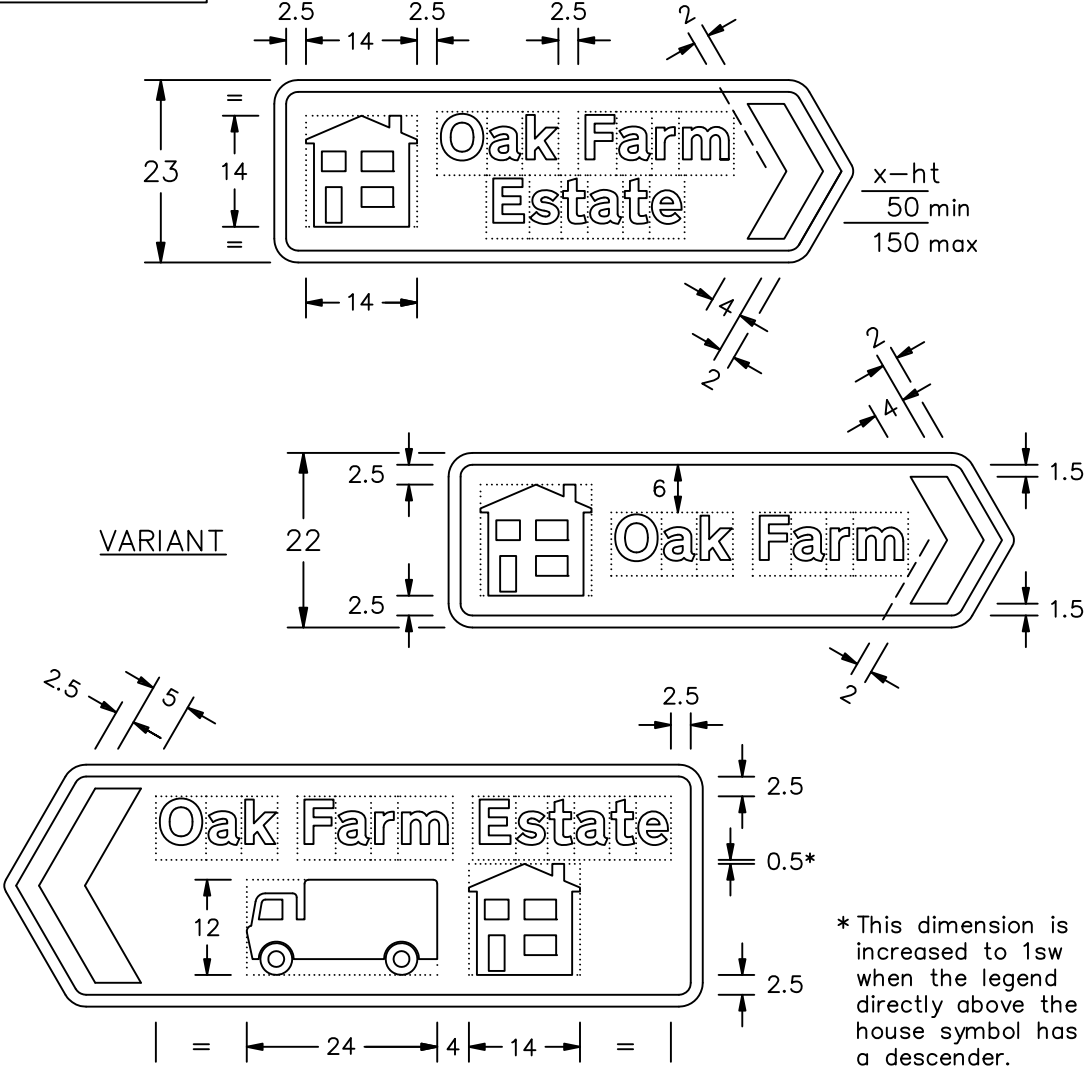 2.5 2.5 2.5 2
14
=
23 14
=
Oak Farm
Estate
x-ht
50 min
150 max
14
4
2
2
4
VARIANT
22
2.5
2.5
6
Oak Farm
1.5
1.5
2
2.5 5
2.5
Oak Farm Estate
2.5
0.5*
12
2.5
= 24 4 14 =
* This dimension is
increased to 1sw
when the legend
directly above the
house symbol has
a descender.